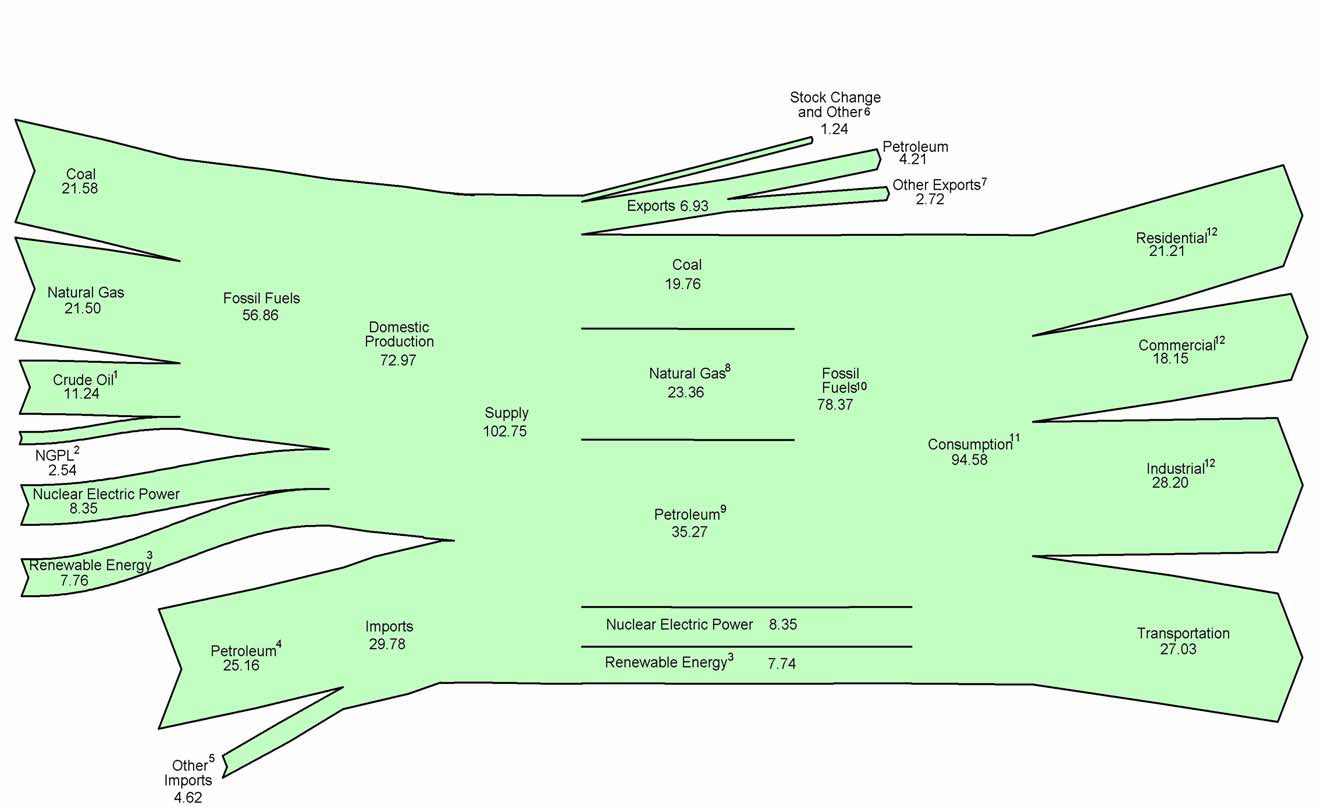 Stock Change
and Other6
1.24
Petroleum
4.21
Other Exports7
2.72
Exports 6.93
Coal
21.58
Natural Gas
21.50
Crude Oil1
11.24
NGPL2
2.54
Nuclear Electric Power
8.35
Renewable Energy3
7.76
Fossil Fuels
56.86
Domestic
Production
72.97
Petroleum4
25.16
Imports
29.78
Other5
Imports
4.62
Supply
102.75
Coal
19.76
Natural Gas8
23.36
Petroleum9
35.27
Nuclear Electric Power 8.35
Renewable Energy3 7.74
Fossil
Fuels10
78.37
Consumption11
94.58
Residential12
21.21
Commercial12
18.15
Industrial12
28.20
Transportation
27.03